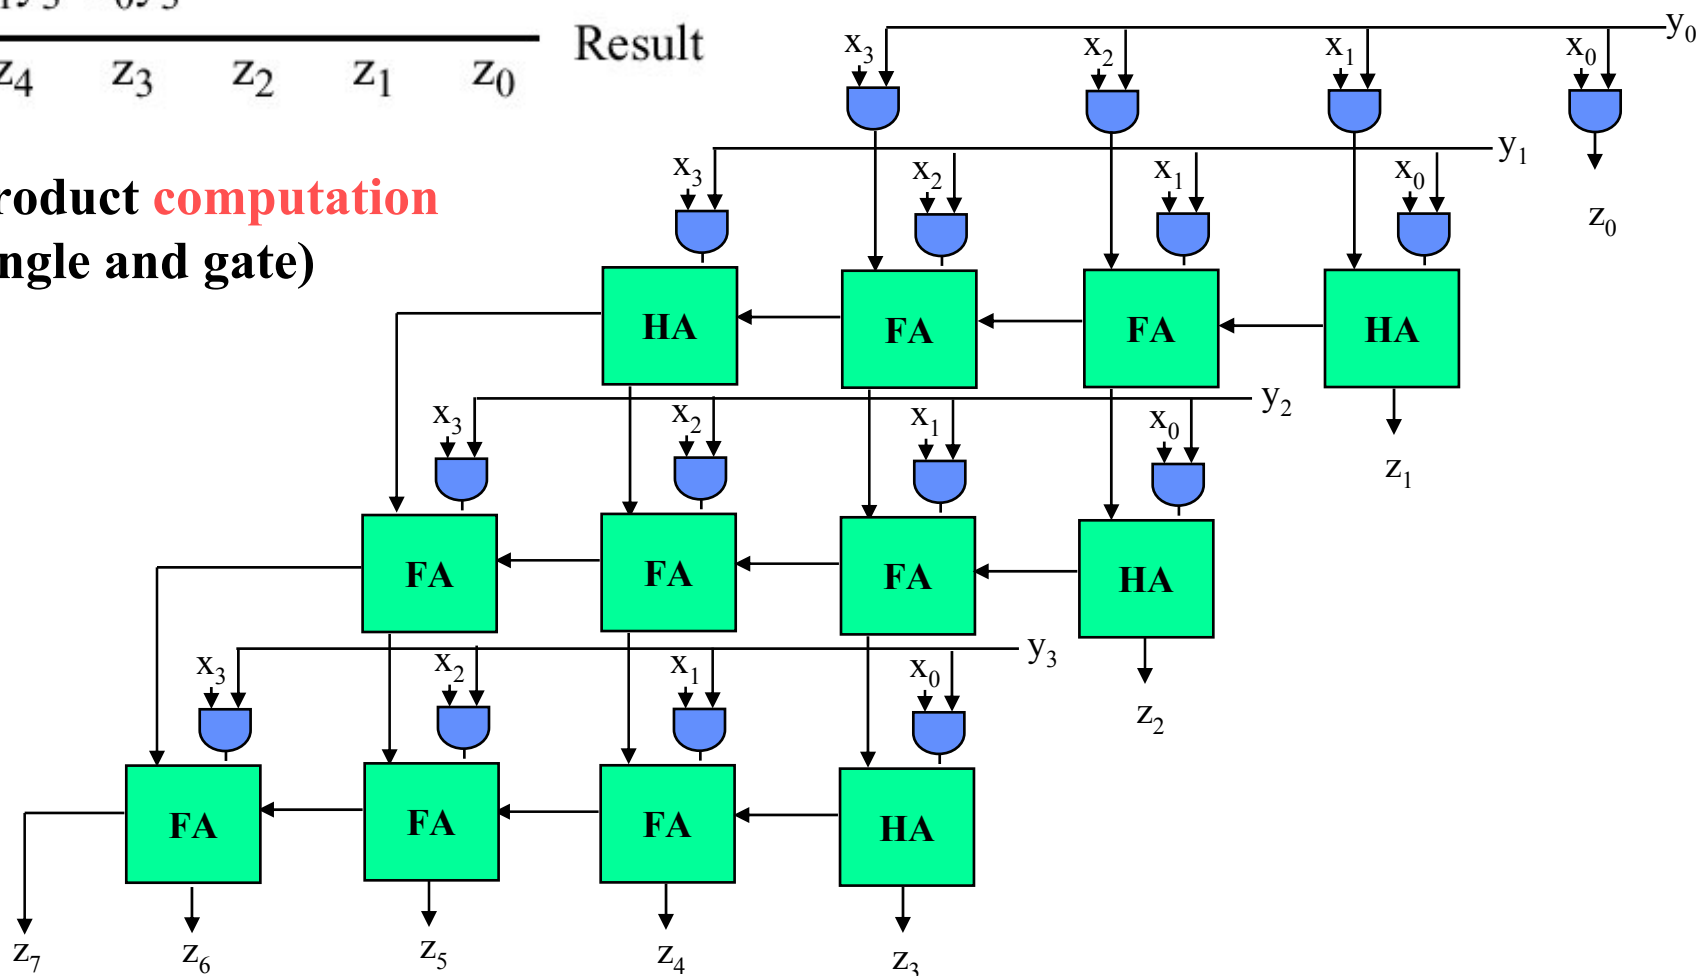 Result
z₄ z₃ z₂ z₁ z₀
roduct computation
ngle and gate)
x₃ x₂ x₁ x₀ y₀
x₃ x₂ x₁ x₀ y₁
z₀
HA FA FA HA
x₃ x₂ x₁ x₀ y₂
z₁
FA FA FA HA
x₃ x₂ x₁ x₀ y₃
z₂
FA FA FA HA
z₇ z₆ z₅ z₄ z₃